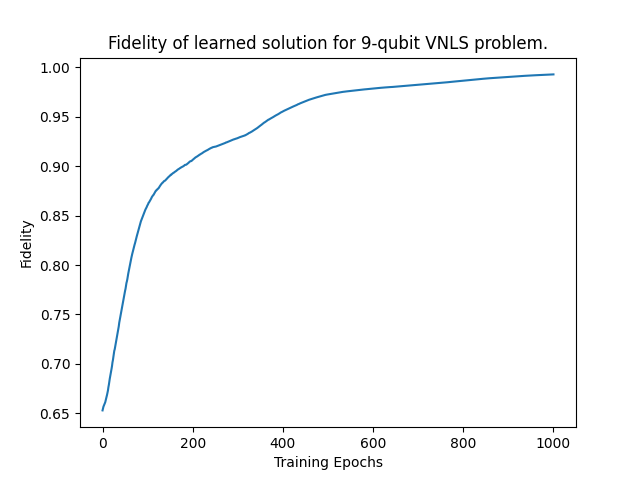 Fidelity of learned solution for 9-qubit VNLS problem.
1.00
0.95
0.90
0.85
0.80
0.75
0.70
0.65
Fidelity
0 200 400 600 800 1000
Training Epochs